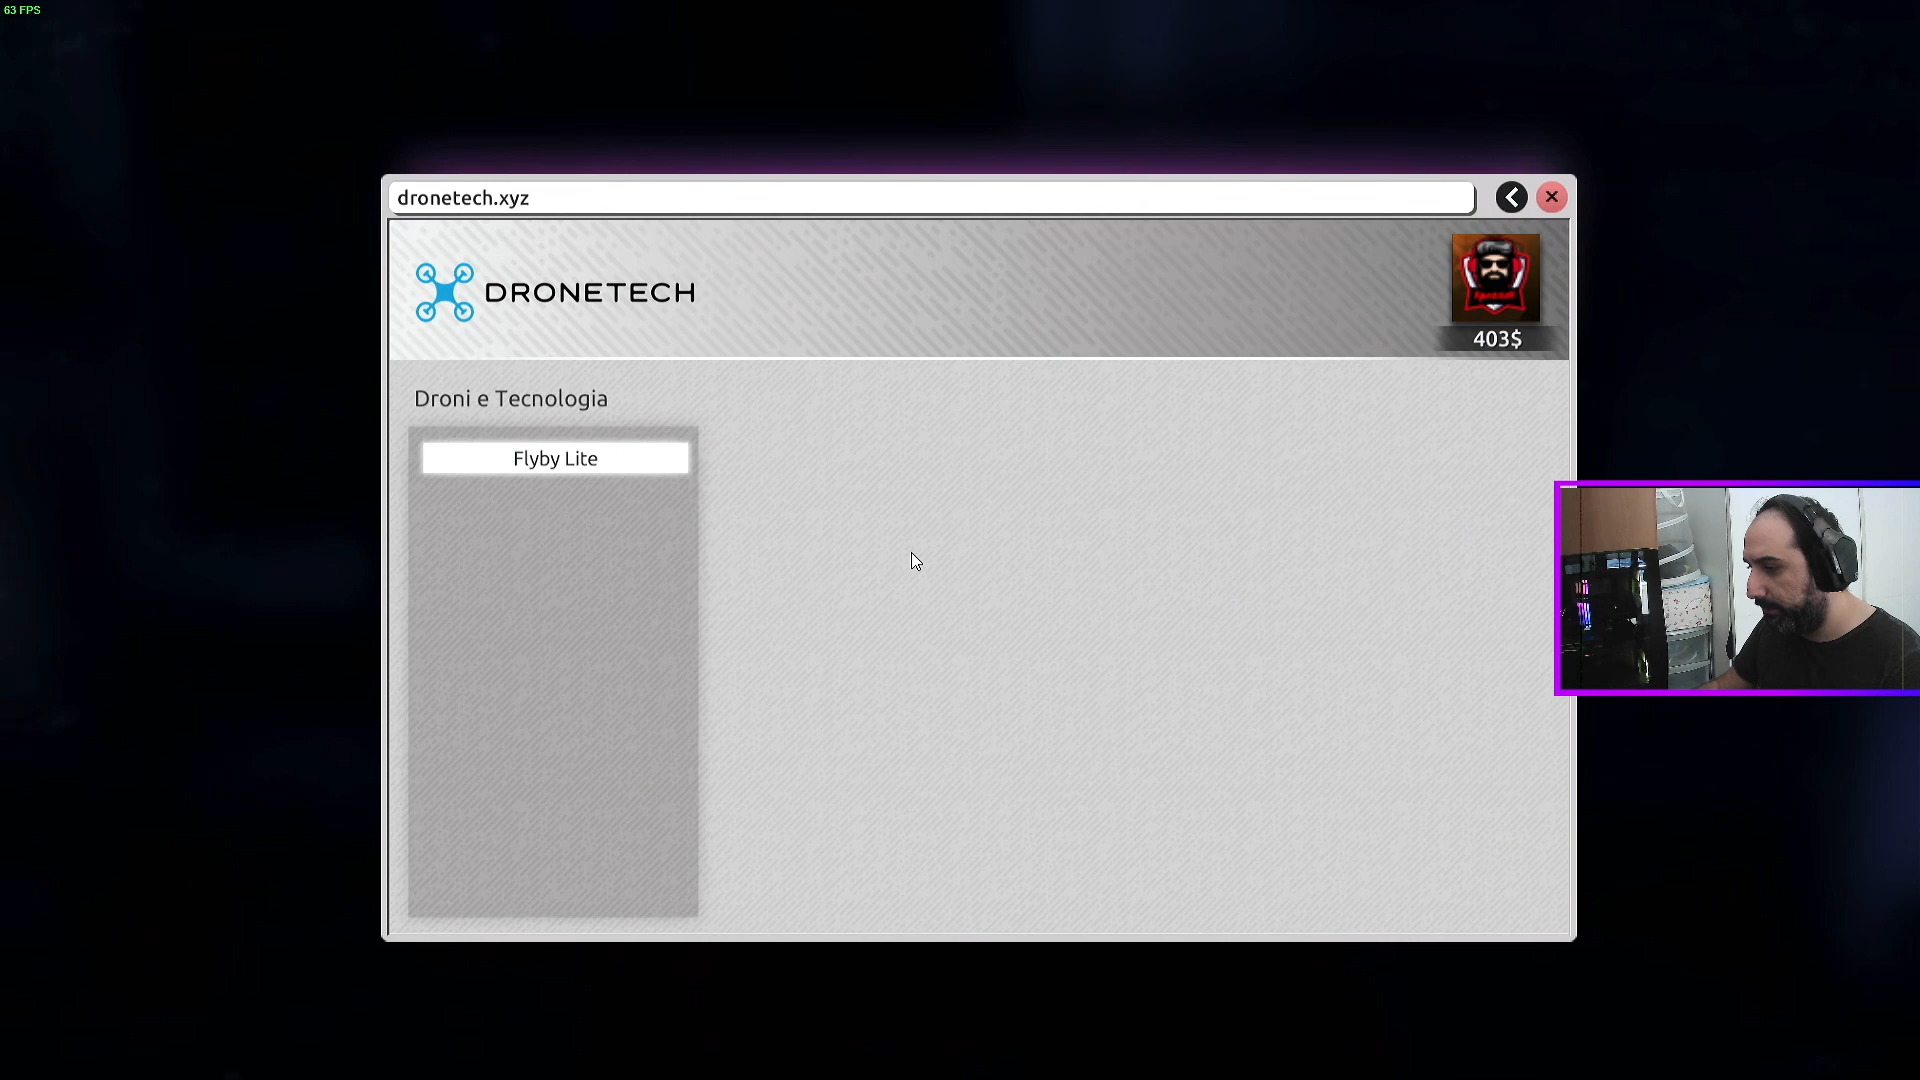 63 FPS
dronetech.xyz
DRONETECH
403$
Droni e Tecnologia
Flyby Lite